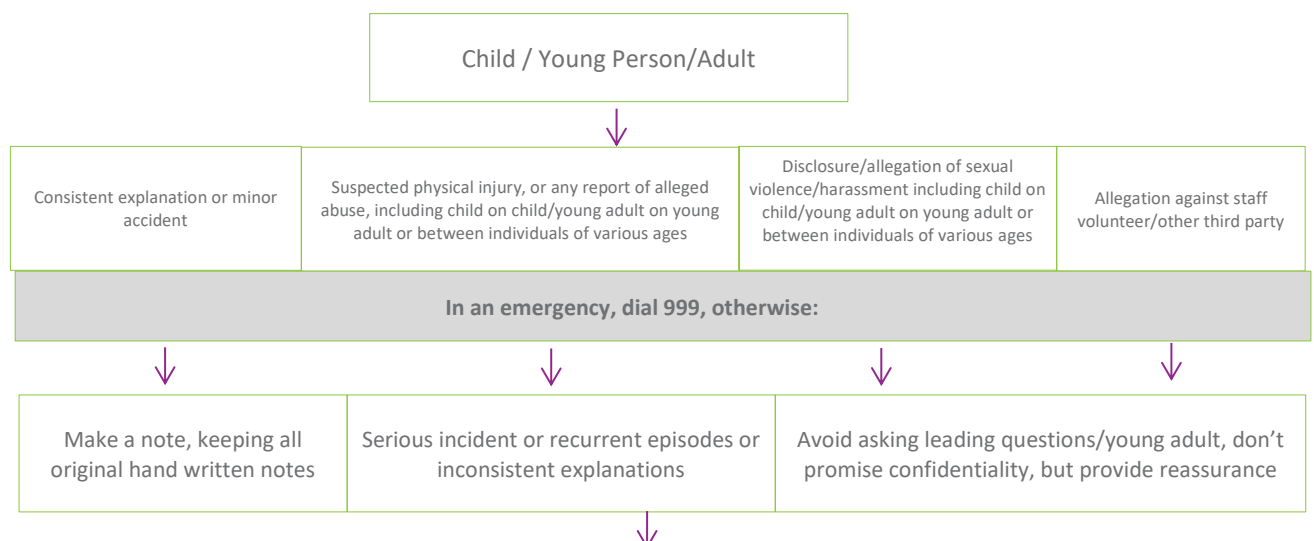 Child / Young Person/Adult
Consistent explanation or minor
accident
Suspected physical injury, or any report of alleged
abuse, including child on child/young adult on young
adult or between individuals of various ages
Disclosure/allegation of sexual
violence/harassment including child on
child/young adult on young adult or
between individuals of various ages
Allegation against staff
volunteer/other third party
In an emergency, dial 999, otherwise:
Make a note, keeping all
original hand written notes
Serious incident or recurrent episodes or
inconsistent explanations
Avoid asking leading questions/young adult, don’t
promise confidentiality, but provide reassurance